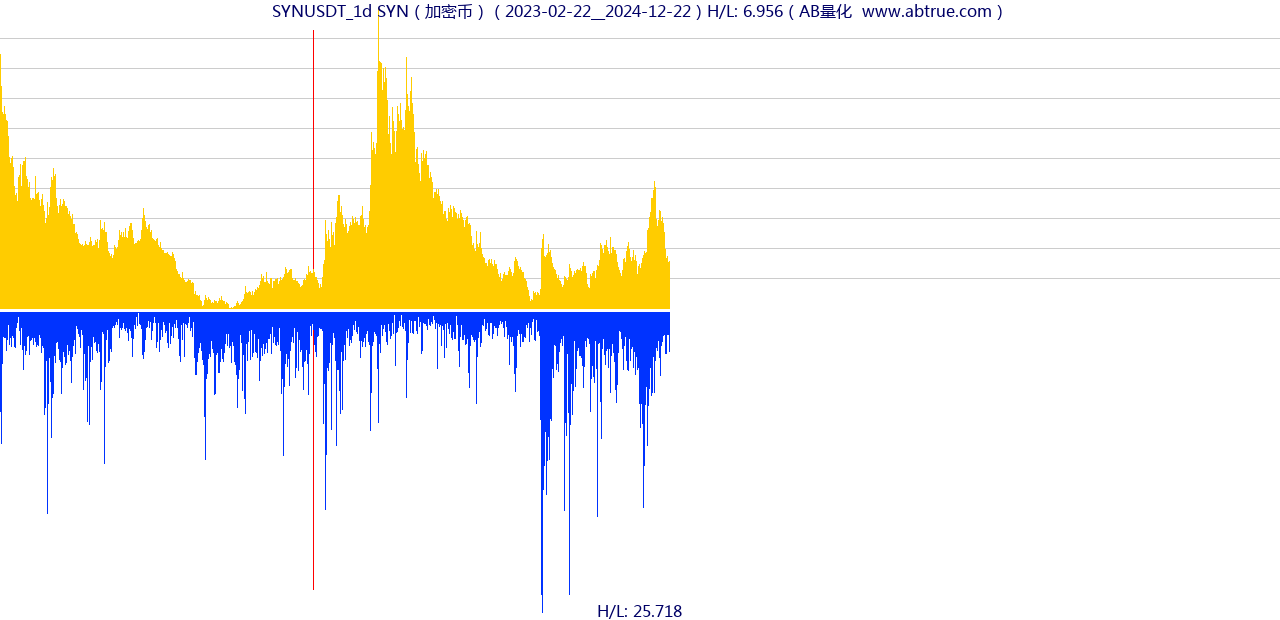 SYNUSDT_1d SYN ( 加密币 ) ( 2023-02-22__2024-12-22 ) H/L: 6.956 ( AB量化  www.abtrue.com )
H/L: 25.718